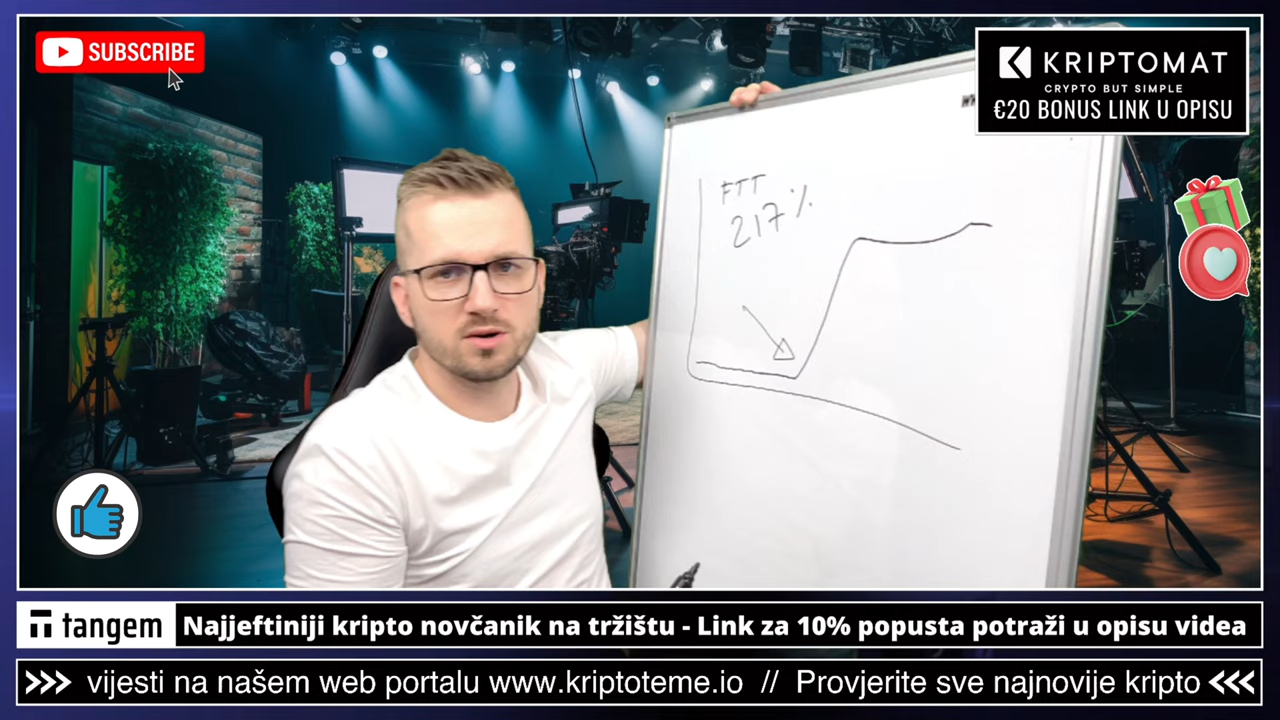 SUBSCRIBE
KRIPTOMAT
CRYPTO BUT SIMPLE
€20 BONUS LINK U OPISU
FTT
217%
tangem
Najjeftiniji kripto novčanik na tržištu - Link za 10% popusta potraži u opisu videa
>>> vijesti na našem web portalu www.kriptoteme.io // Provjerite sve najnovije kripto <<<